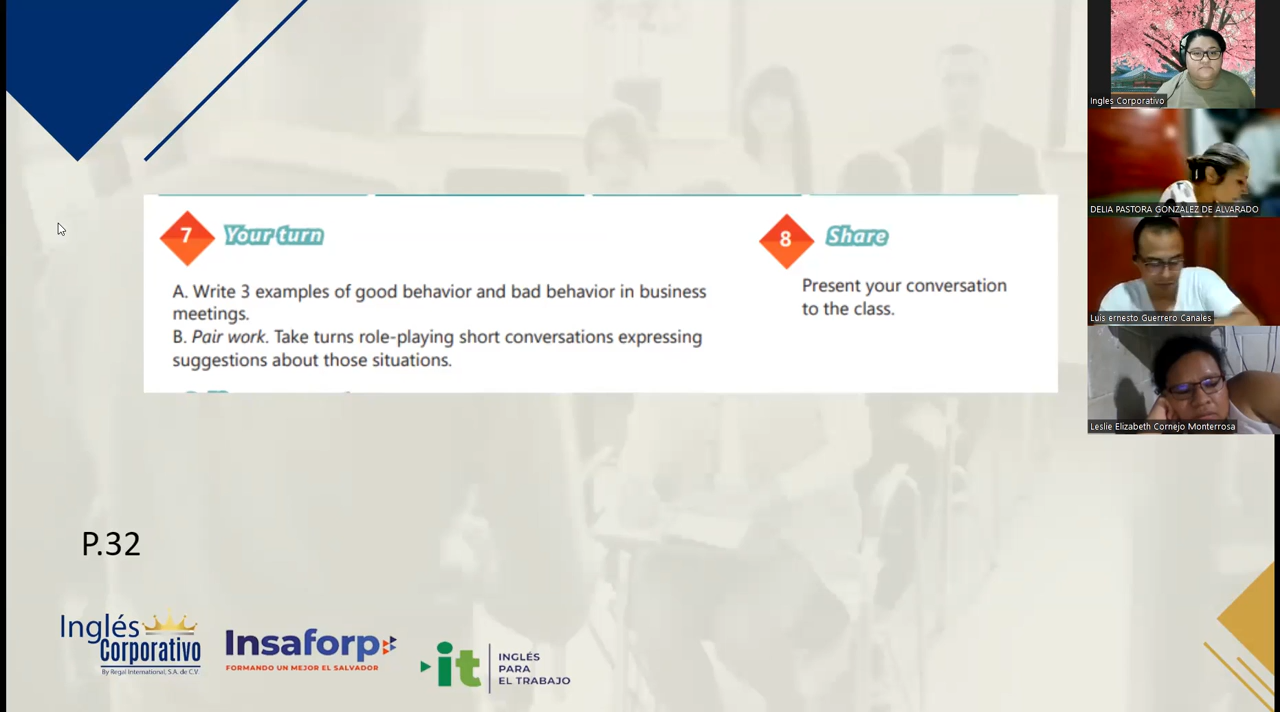 7 Your turn
A. Write 3 examples of good behavior and bad behavior in business
meetings.
B. Pair work. Take turns role-playing short conversations expressing
suggestions about those situations.
8 Share
Present your conversation
to the class.
P.32
Inglés
Corporativo
By Regal International, S.A. de C.V.
Insaforp
FORMANDO UN MEJOR EL SALVADOR
it
INGLÉS
PARA
EL TRABAJO
Ingles Corporativo
DELIA PASTORA GONZALEZ DE ALVARADO
Luis ernesto Guerrero Canales
Leslie Elizabeth Cornejo Monterrosa